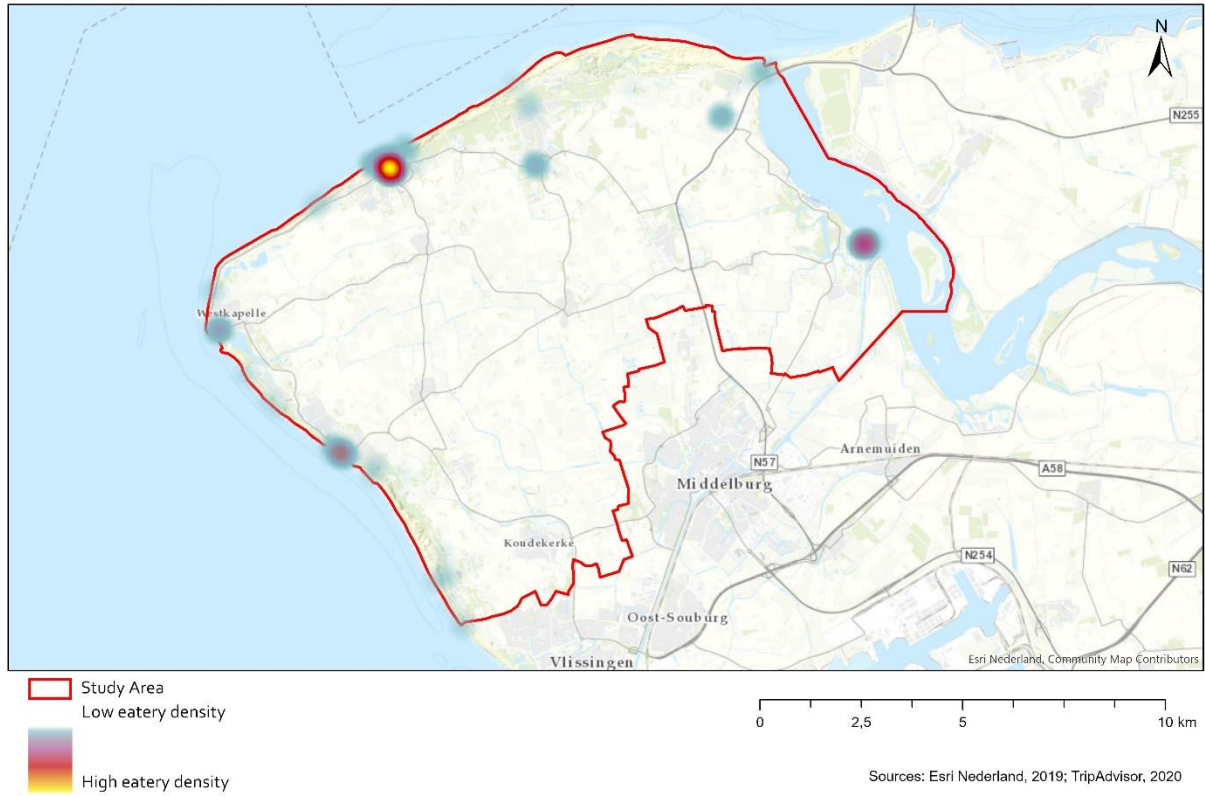 N
N255
Westkapelle
Arnemuiden
N57
A58
Middelburg
Koudekerke
N254
N62
Oost-Souburg
Vlissingen
Esri Nederland, Community Map Contributors
Study Area
Low eatery density
High eatery density
0 2,5 5 10 km
Sources: Esri Nederland, 2019; TripAdvisor, 2020